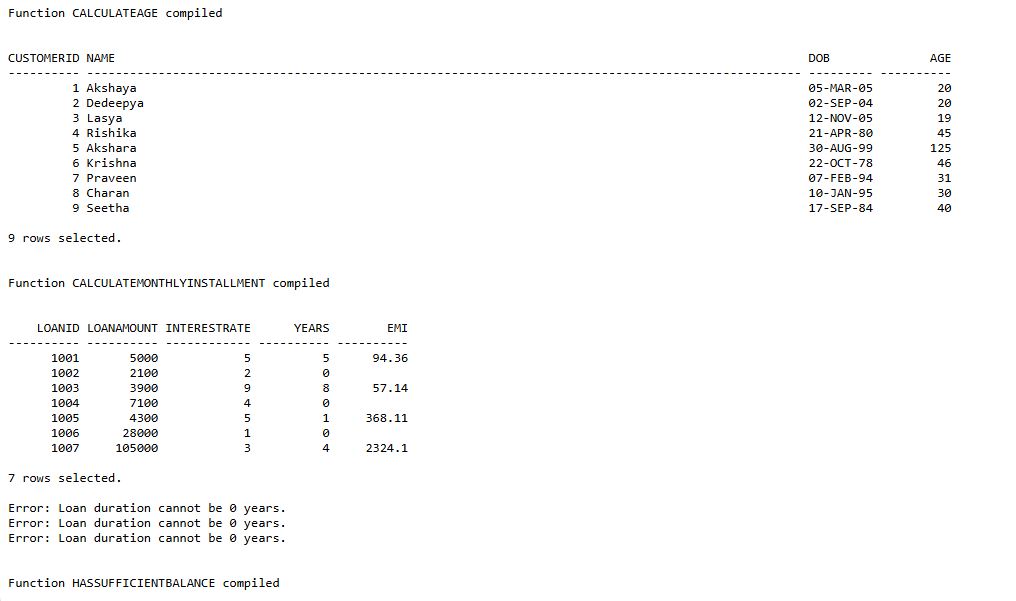 Function CALCULATEAGE compiled
CUSTOMERID NAME DOB AGE
---------- ---------------------------------------------------------------------------------------------------- --------- ----------
1 Akshaya 05-MAR-05 20
2 Dedeepya 02-SEP-04 20
3 Lasya 12-NOV-05 19
4 Rishika 21-APR-80 45
5 Akshara 30-AUG-99 125
6 Krishna 22-OCT-78 46
7 Praveen 07-FEB-94 31
8 Charan 10-JAN-95 30
9 Seetha 17-SEP-84 40
9 rows selected.
Function CALCULATEMONTHLYINSTALLMENT compiled
LOANID LOANAMOUNT INTERESTRATE YEARS EMI
---------- ---------- ------------ ---------- ----------
1001 5000 5 5 94.36
1002 2100 2 0
1003 3900 9 8 57.14
1004 7100 4 0
1005 4300 5 1 368.11
1006 28000 1 0
1007 105000 3 4 2324.1
7 rows selected.
Error: Loan duration cannot be 0 years.
Error: Loan duration cannot be 0 years.
Error: Loan duration cannot be 0 years.
Function HASSUFFICIENTBALANCE compiled